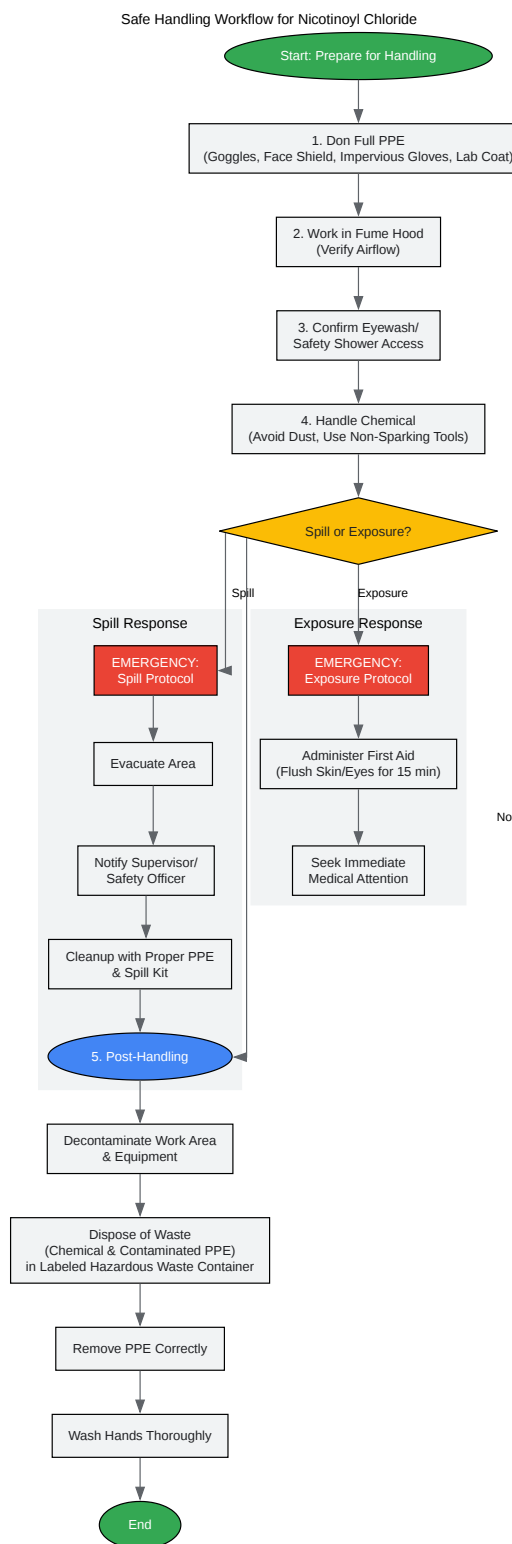 Safe Handling Workflow for Nicotinoyl Chloride
Start: Prepare for Handling
1. Don Full PPE
(Goggles, Face Shield, Impervious Gloves, Lab Coat)
2. Work in Fume Hood
(Verify Airflow)
3. Confirm Eyewash/
Safety Shower Access
4. Handle Chemical
(Avoid Dust, Use Non-Sparking Tools)
Spill or Exposure?
Spill
Exposure
Spill Response
EMERGENCY:
Spill Protocol
Evacuate Area
Notify Supervisor/
Safety Officer
Cleanup with Proper PPE
& Spill Kit
Exposure Response
EMERGENCY:
Exposure Protocol
Administer First Aid
(Flush Skin/Eyes for 15 min)
Seek Immediate
Medical Attention
No
5. Post-Handling
Decontaminate Work Area
& Equipment
Dispose of Waste
(Chemical & Contaminated PPE)
in Labeled Hazardous Waste Container
Remove PPE Correctly
Wash Hands Thoroughly
End